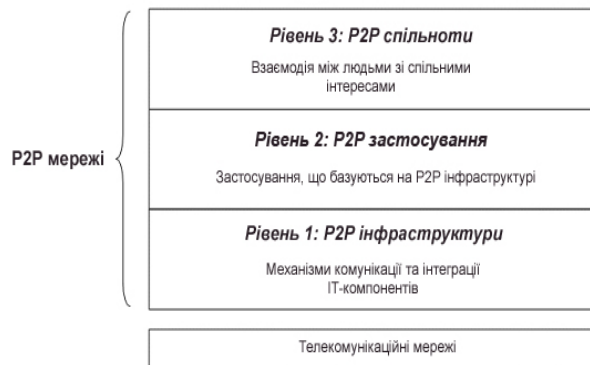 Рівень 3: P2P спільноти
Взаємодія між людьми зі спільними
інтересами
P2P мережі
Рівень 2: P2P застосування
Застосування, що базуються на P2P інфраструктурі
Рівень 1: P2P інфраструктури
Механізми комунікації та інтеграції
ІТ-компонентів
Телекомунікаційні мережі